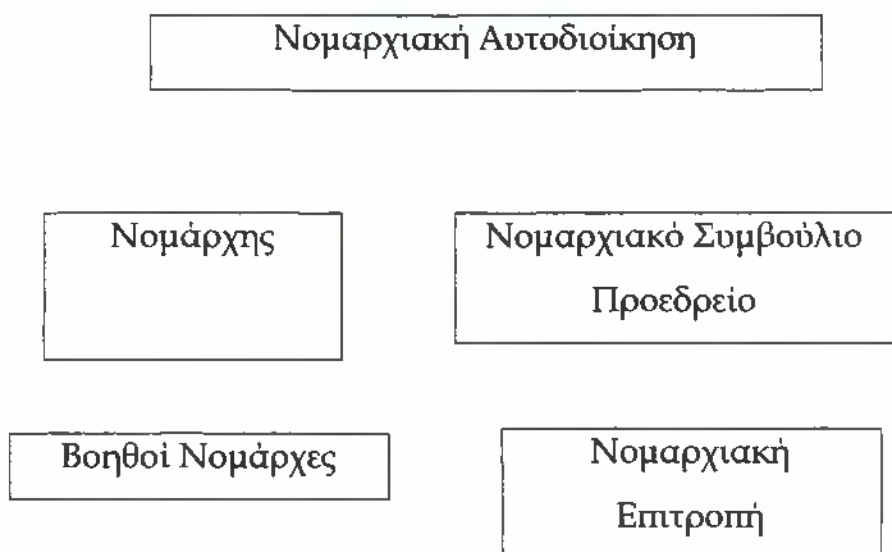 Νομαρχιακή Αυτοδιοίκηση
Νομάρχης
Νομαρχιακό Συμβούλιο
Προεδρείο
Βοηθοί Νομάρχες
Νομαρχιακή
Επιτροπή